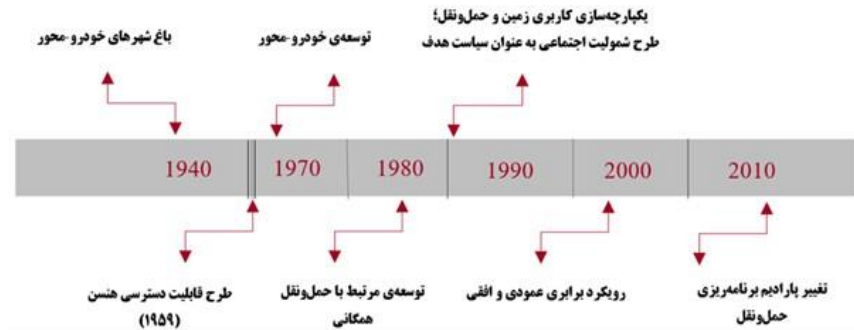 یکپارچه‌سازی کاربری زمین و حمل‌ونقل؛
طرح شمولیت اجتماعی به عنوان سیاست هدف
توسعه‌ی خودرو-محور
باغ شهرهای خودرو-محور
1940 1970 1980 1990 2000 2010
طرح قابلیت دسترسی هنسن
(۱۹۵۹)
توسعه‌ی مرتبط با حمل‌ونقل
همگانی
رویکرد برابری عمودی و افقی
تغییر پارادیم برنامه‌ریزی
حمل‌ونقل